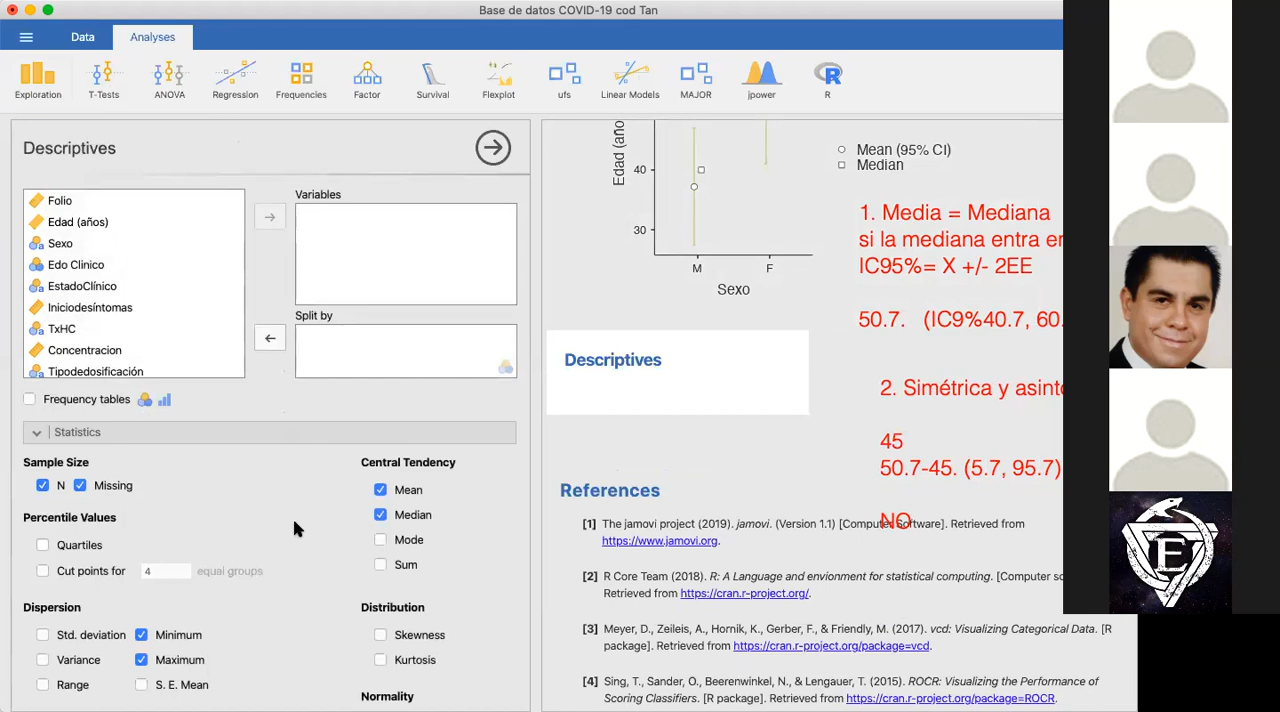 Base de datos COVID-19 cod Tan
Data
Analyses
Exploration
T-Tests
ANOVA
Regression
Frequencies
Factor
Survival
Flexplot
ufs
Linear Models
MAJOR
jpower
R
R
Descriptives
Folio
Edad (años)
Sexo
Edo Clinico
EstadoClínico
Iniciodesíntomas
TxHC
Concentracion
Tipodedosificación
Variables
Split by
Frequency tables
Statistics
Sample Size
N
Missing
Percentile Values
Quartiles
Cut points for 4 equal groups
Dispersion
Std. deviation
Minimum
Variance
Maximum
Range
S. E. Mean
Central Tendency
Mean
Median
Mode
Sum
Distribution
Skewness
Kurtosis
Normality
Edad (año
40
30
M
F
Sexo
Mean (95% CI)
Median
1. Media = Mediana
si la mediana entra en
IC95%= X +/- 2EE
50.7. (IC9%40.7, 60.
2. Simétrica y asint
45
50.7-45. (5.7, 95.7)
NO
Descriptives
References
[1] The jamovi project (2019). jamovi. (Version 1.1) [Computer Software]. Retrieved from
https://www.jamovi.org.
[2] R Core Team (2018). R: A Language and envionment for statistical computing. [Computer so
Retrieved from https://cran.r-project.org/.
[3] Meyer, D., Zeileis, A., Hornik, K., Gerber, F., & Friendly, M. (2017). vcd: Visualizing Categorical Data. [R
package]. Retrieved from https://cran.r-project.org/package=vcd.
[4] Sing, T., Sander, O., Beerenwinkel, N., & Lengauer, T. (2015). ROCR: Visualizing the Performance of
Scoring Classifiers. [R package]. Retrieved from https://cran.r-project.org/package=ROCR.
E